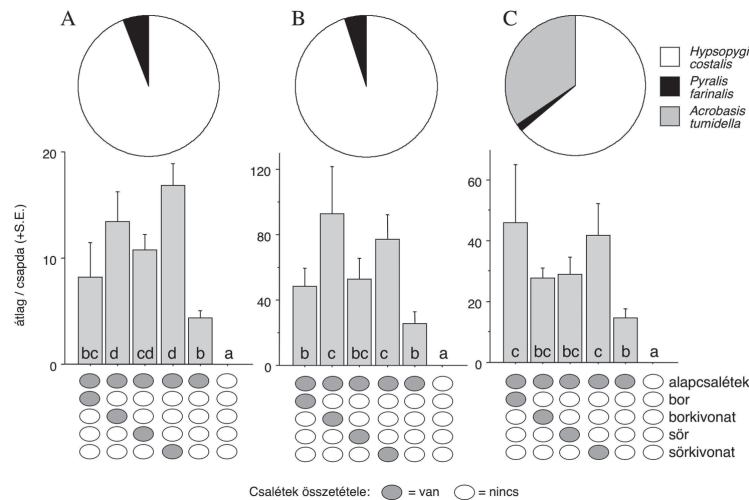 A
B
C
Hypsopygi
costalis
Pyralis
farinalis
Acrobasis
tumidella
átlag / csapda (+S.E.)
20
10
0
bc
d
cd
d
b
a
120
80
40
0
b
c
bc
c
b
a
60
40
20
0
c
bc
bc
c
b
a
alapcsalétek
bor
borkivonat
sör
sörkivonat
Csalétek összetétele: = van = nincs